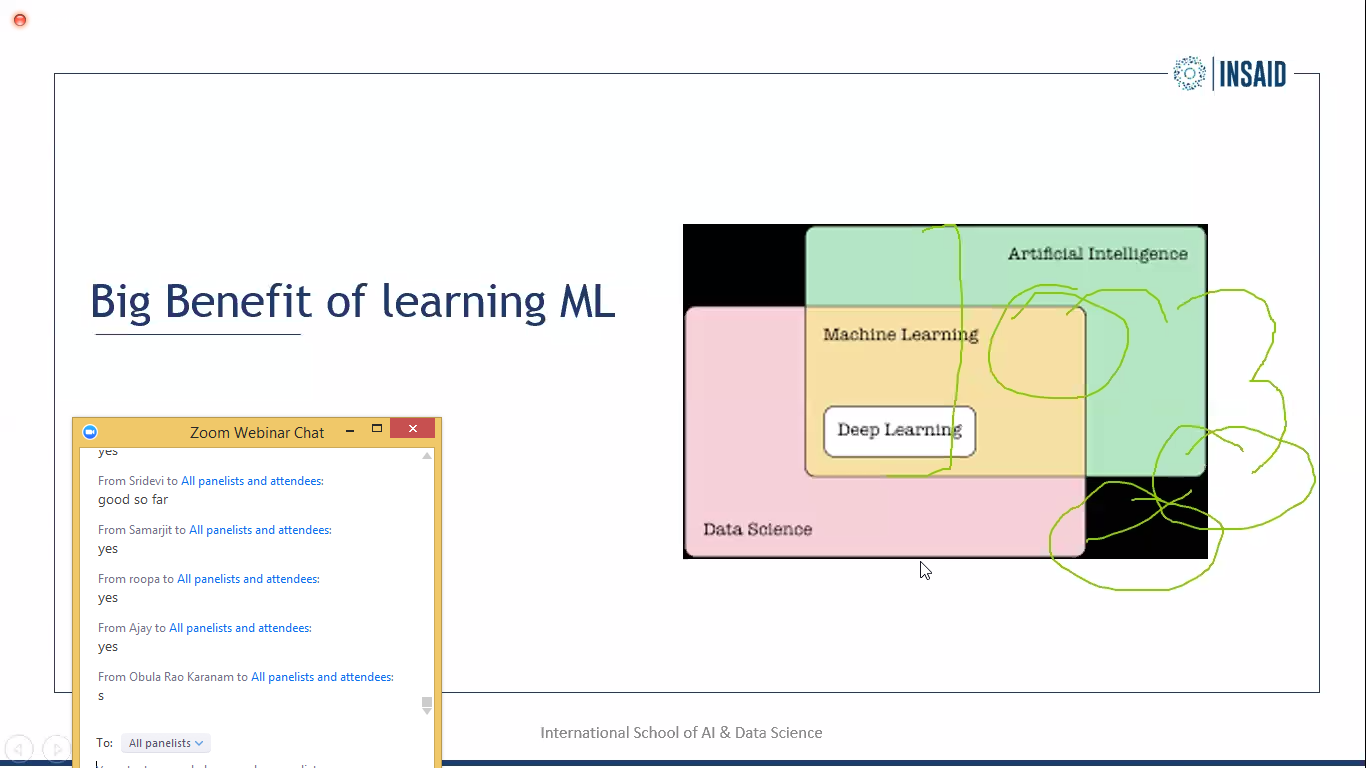 INSAID
Big Benefit of learning ML
Artificial Intelligence
Machine Learning
Deep Learning
Data Science
Zoom Webinar Chat
yes
From Sridevi to All panelists and attendees:
good so far
From Samarjit to All panelists and attendees:
yes
From roopa to All panelists and attendees:
yes
From Ajay to All panelists and attendees:
yes
From Obula Rao Karanam to All panelists and attendees:
s
To: All panelists
International School of AI & Data Science